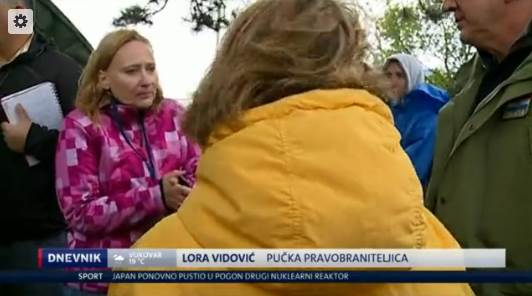 DNEVNIK
VUKOVAR
19 °C
LORA VIDOVIĆ PUČKA PRAVOBRANITELJICA
SPORT JAPAN PONOVNO PUSTIO U POGON DRUGI NUKLEARNI REAKTOR